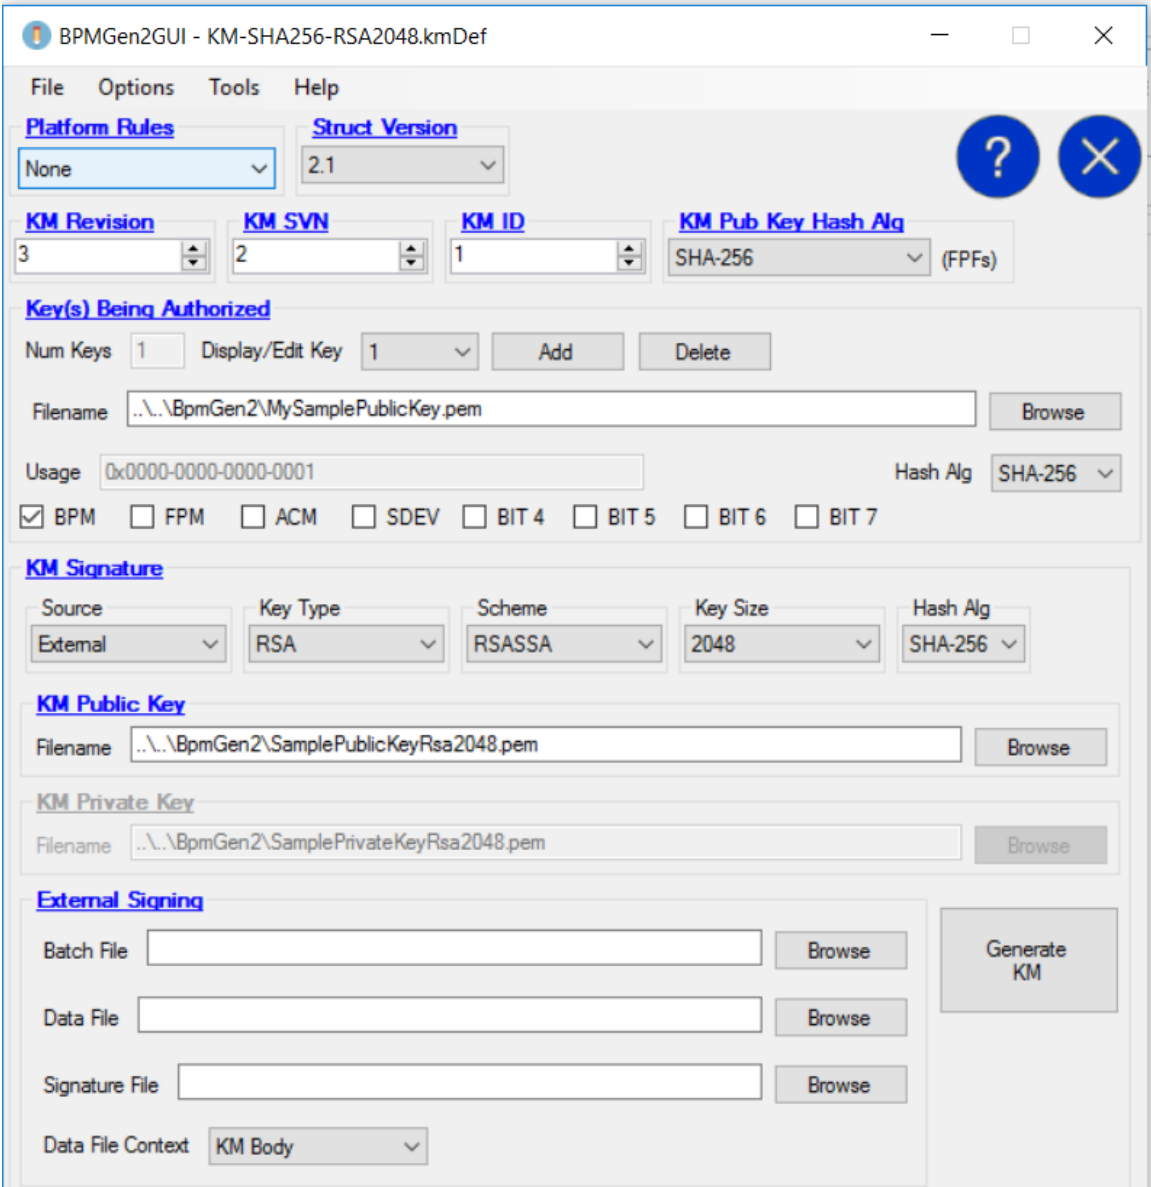 BPMGen2GUI - KM-SHA256-RSA2048.kmDef
File Options Tools Help
Platform Rules Struct Version
None 2.1 ?
KM Revision KM SVN KM ID KM Pub Key Hash Alg
3 2 1 SHA-256 (FPFs)
Key(s) Being Authorized
Num Keys 1 Display/Edit Key 1 Add Delete
Filename ..\..\BpmGen2\MySamplePublicKey.pem Browse
Usage 0x0000-0000-0000-0001 Hash Alg SHA-256
BPM FPM ACM SDEV BIT 4 BIT 5 BIT 6 BIT 7
KM Signature
Source Key Type Scheme Key Size Hash Alg
External RSA RSASSA 2048 SHA-256
KM Public Key
Filename ..\..\BpmGen2\SamplePublicKeyRsa2048.pem Browse
KM Private Key
Filename ..\..\BpmGen2\SamplePrivateKeyRsa2048.pem Browse
External Signing
Batch File Browse
Generate
KM
Data File Browse
Signature File Browse
Data File Context KM Body